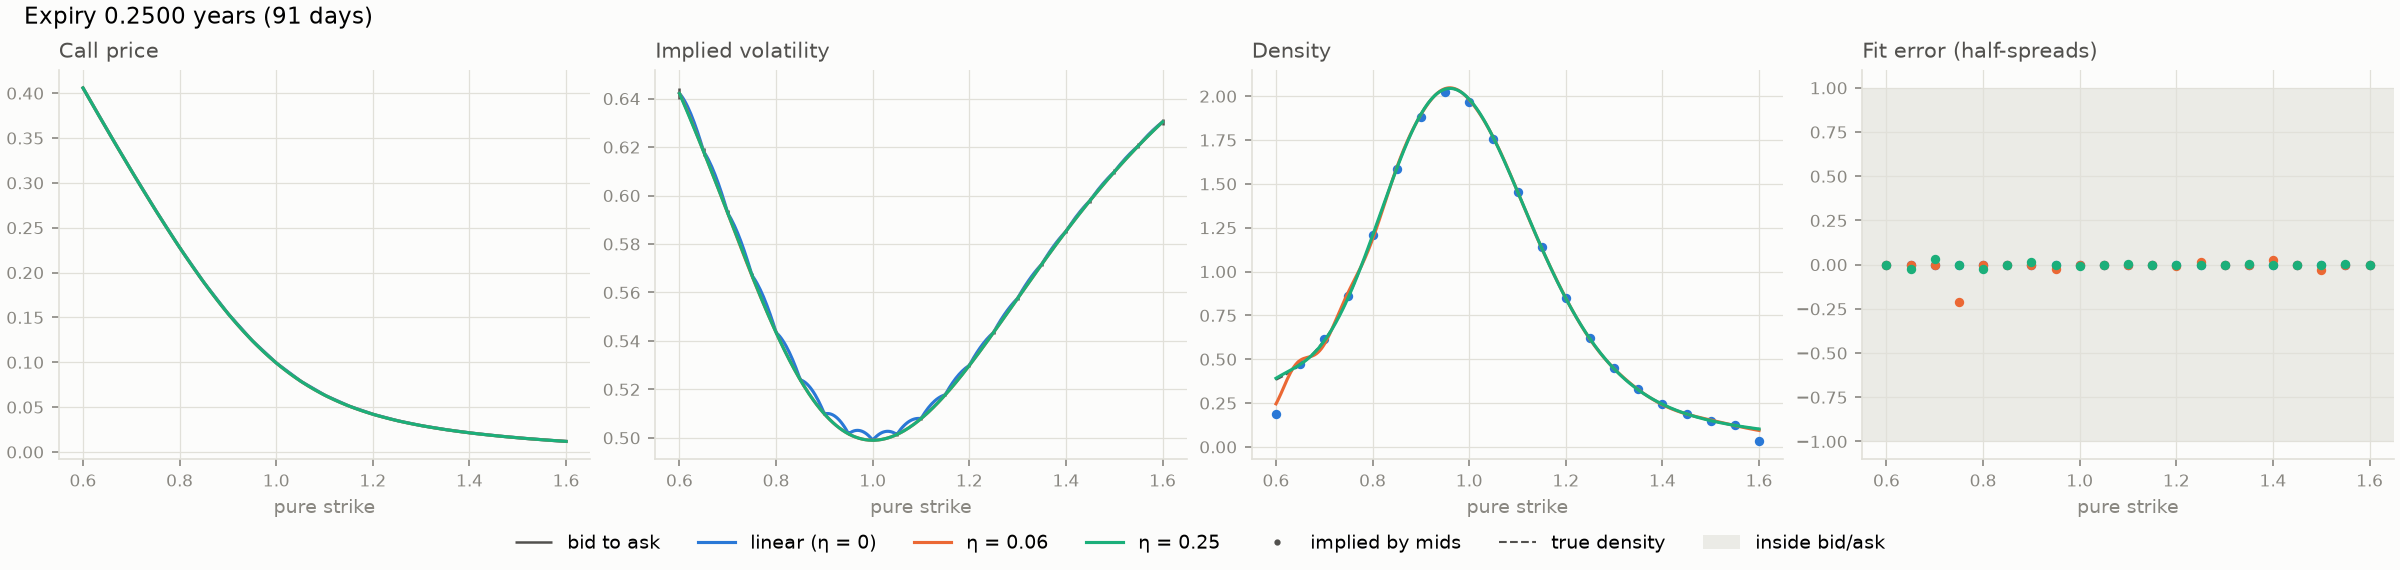 Expiry 0.2500 years (91 days)
Call price
0.40
0.35
0.30
0.25
0.20
0.15
0.10
0.05
0.00
0.6 0.8 1.0 1.2 1.4 1.6
pure strike
Implied volatility
0.64
0.62
0.60
0.58
0.56
0.54
0.52
0.50
0.6 0.8 1.0 1.2 1.4 1.6
pure strike
Density
2.00
1.75
1.50
1.25
1.00
0.75
0.50
0.25
0.00
0.6 0.8 1.0 1.2 1.4 1.6
pure strike
Fit error (half-spreads)
1.00
0.75
0.50
0.25
0.00
−0.25
−0.50
−0.75
−1.00
0.6 0.8 1.0 1.2 1.4 1.6
pure strike
bid to ask linear (η = 0) η = 0.06 η = 0.25 implied by mids true density inside bid/ask